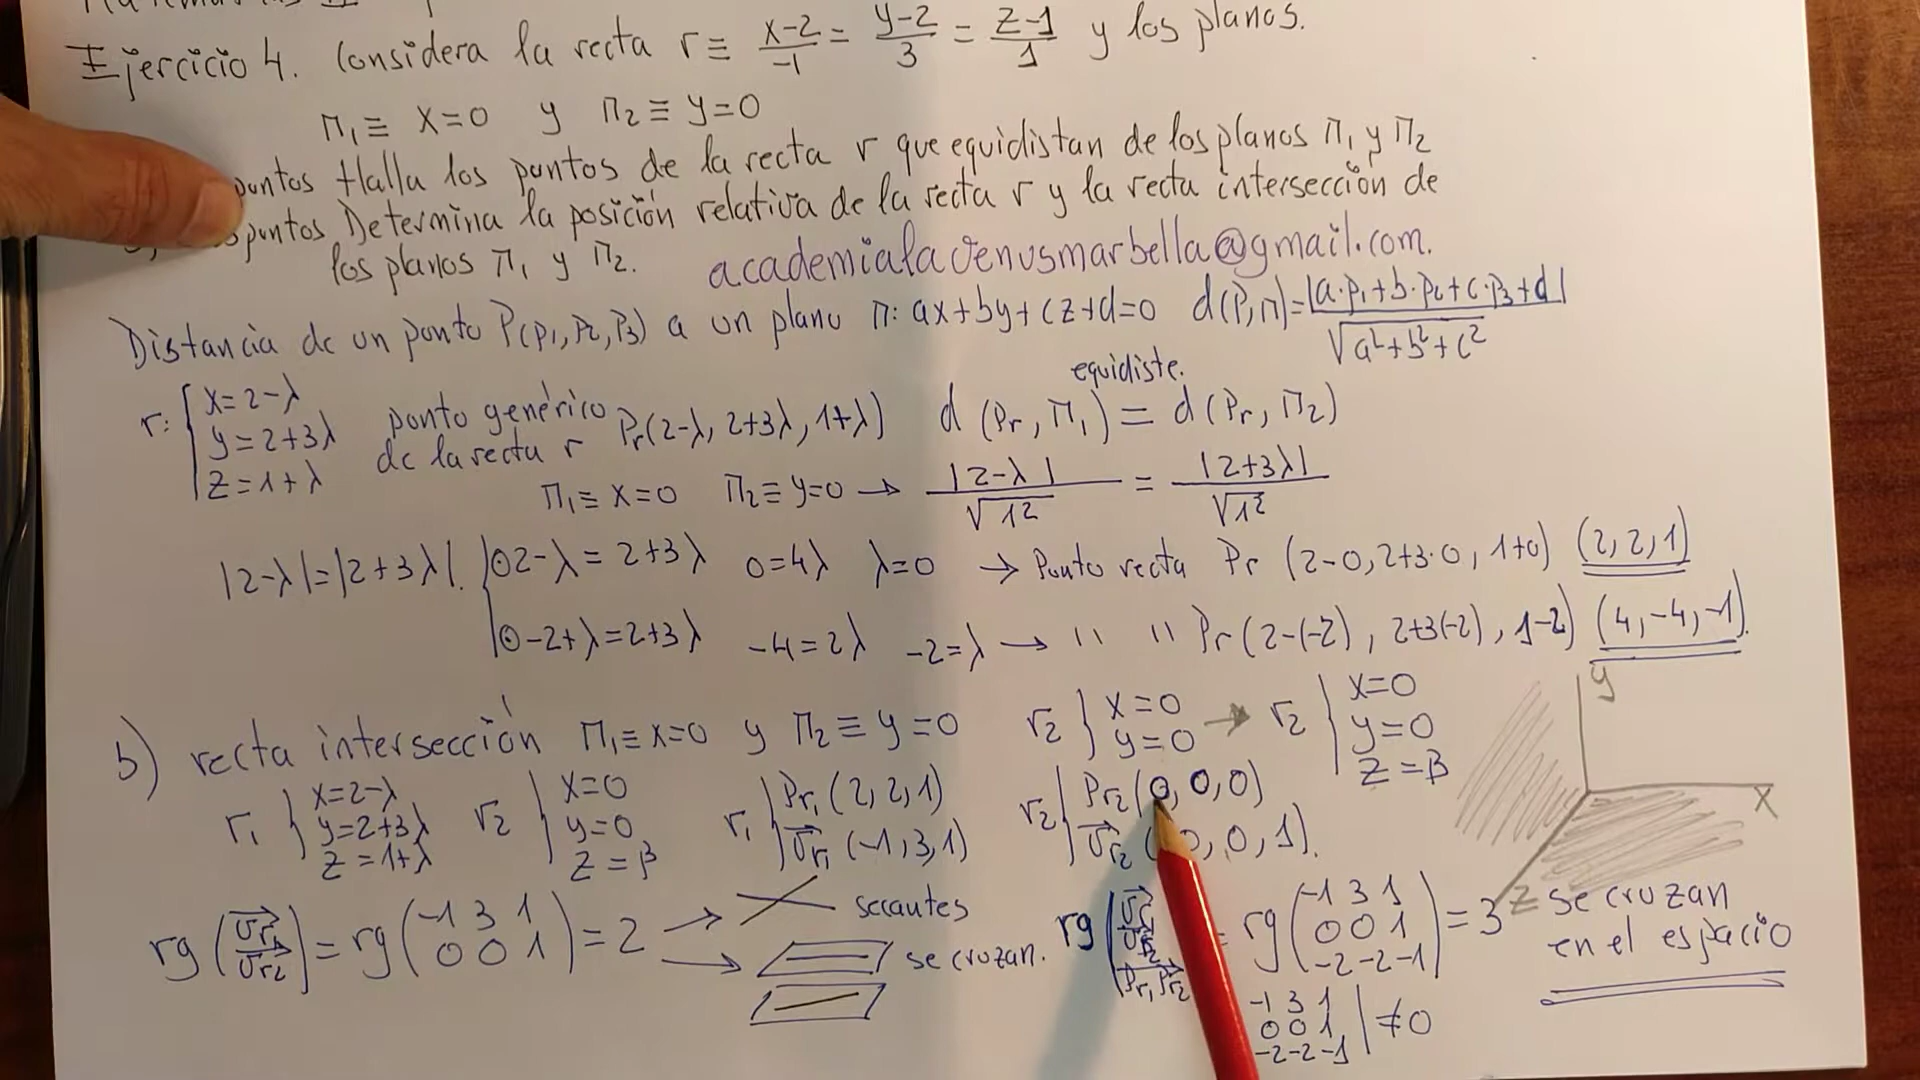 Ejercicio 4. Considera la recta r ≡ x-2/-1 = y-2/3 = z-1/1 y los planos.
π1 ≡ x=0 y π2 ≡ y=0
puntos Halla los puntos de la recta r que equidistan de los planos π1 y π2
puntos Determina la posición relativa de la recta r y la recta intersección de
los planos π1 y π2. academialavenusmarbella@gmail.com.
Distancia de un punto P(p1, p2, p3) a un plano π: ax+by+cz+d=0 d(P,π)= |a·p1+b·p2+c·p3+d| / √a²+b²+c²
equidiste.
r: { x=2-λ y=2+3λ z=1+λ punto genérico de la recta r Pr(2-λ, 2+3λ, 1+λ) d(Pr, π1) = d(Pr, π2)
π1 ≡ x=0 π2 ≡ y=0 → |2-λ| / √1² = |2+3λ| / √1²
|2-λ|=|2+3λ|. 2-λ = 2+3λ 0=4λ λ=0 → Punto recta Pr (2-0, 2+3·0, 1+0) (2,2,1)
-2+λ=2+3λ -4=2λ -2=λ → " " Pr(2-(-2), 2+3(-2), 1-2) (4,-4,-1).
b) recta intersección π1 ≡ x=0 y π2 ≡ y=0 r2 } x=0 y=0 → r2 { x=0 y=0 z=β
y
x
z
r1 } x=2-λ y=2+3λ z=1+λ r2 } x=0 y=0 z=β r1 } Pr1(2,2,1) vr1(-1,3,1) r2 } Pr2(0,0,0) vr2(0,0,1).
rg(vr1 vr2) = rg(-1 3 1 0 0 1) = 2 → secantes
→ se cruzan.
rg = rg(-1 3 1 0 0 1 -2 -2 -1) = 3 se cruzan
en el espacio
-1 3 1
0 0 1
-2 -2 -1 | ≠0